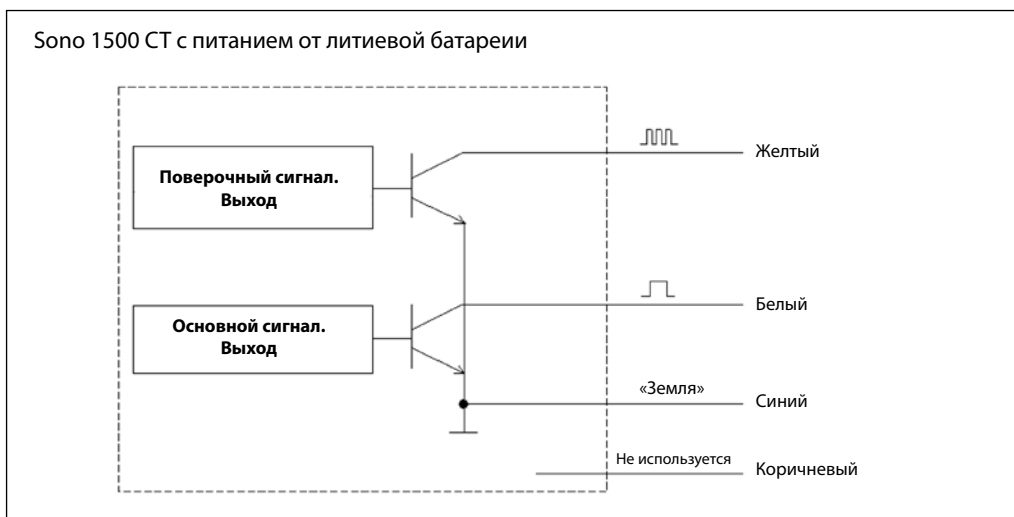 Sono 1500 CT с питанием от литиевой батареии
Поверочный сигнал.
Выход
Желтый
Основной сигнал.
Выход
Белый
«Земля»
Синий
Не используется
Коричневый